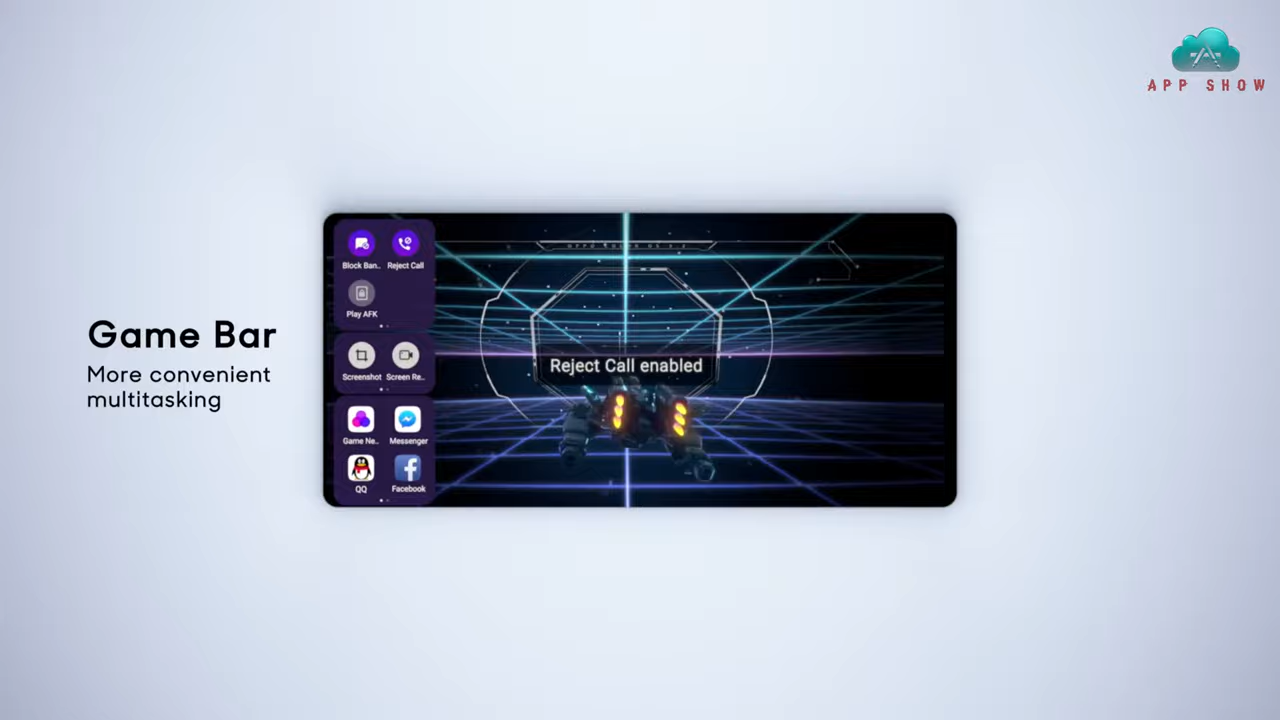 APP SHOW
Game Bar
More convenient
multitasking
Block Ban..
Reject Call
Play AFK
Screenshot
Screen Re..
Game Ne..
Messenger
QQ
Facebook
Reject Call enabled